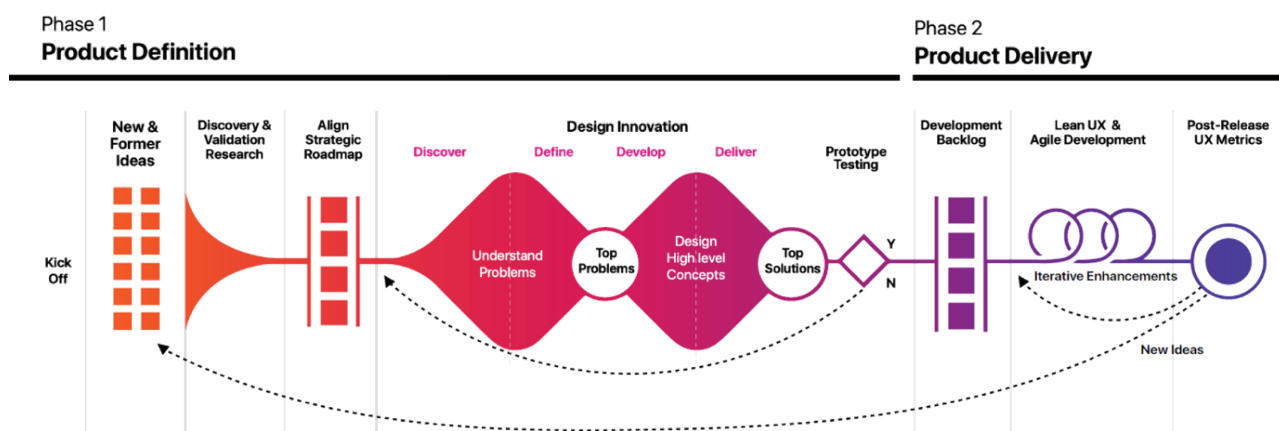 Phase 1
Product Definition
Phase 2
Product Delivery
Kick
Off
New &
Former
Ideas
Discovery &
Validation
Research
Align
Strategic
Roadmap
Design Innovation
Discover
Define
Develop
Deliver
Understand
Problems
Top
Problems
Design
High level
Concepts
Top
Solutions
Prototype
Testing
Y
N
Development
Backlog
Lean UX &
Agile Development
Iterative Enhancements
Post-Release
UX Metrics
New Ideas